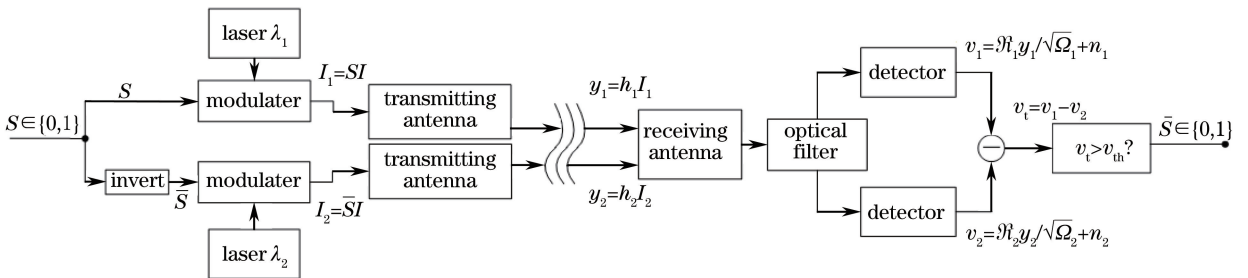 laser λ₁
S
I₁=SI
modulater
transmitting antenna
S∈{0,1}
invert
S̄
modulater
I₂=S̄I
transmitting antenna
laser λ₂
y₁=h₁I₁
y₂=h₂I₂
receiving antenna
optical filter
detector
v₁=ℜ₁y₁/√Ω₁+n₁
detector
v₂=ℜ₂y₂/√Ω₂+n₂
−
vₜ=v₁−v₂
vₜ>vₜₕ?
S̄∈{0,1}